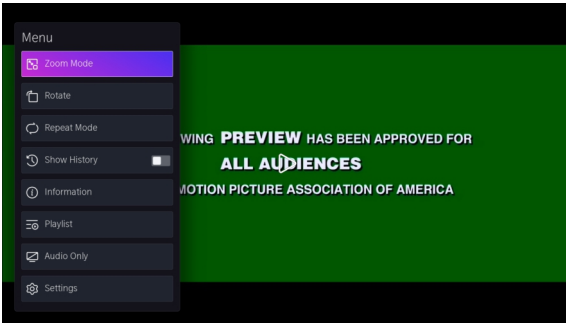 Menu
Zoom Mode
Rotate
Repeat Mode
Show History
Information
Playlist
Audio Only
Settings
WING PREVIEW HAS BEEN APPROVED FOR
ALL AUDIENCES
MOTION PICTURE ASSOCIATION OF AMERICA